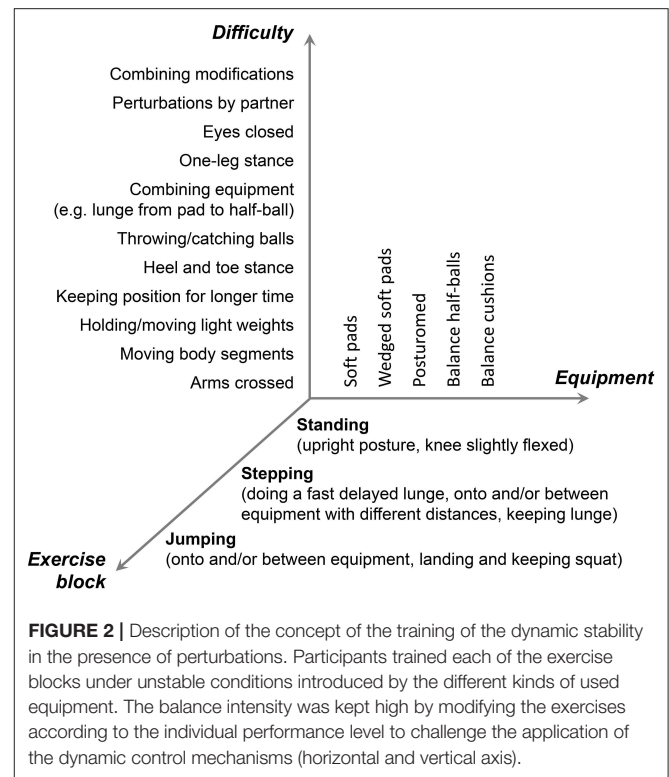 Difficulty
Combining modifications
Perturbations by partner
Eyes closed
One-leg stance
Combining equipment
(e.g. lunge from pad to half-ball)
Throwing/catching balls
Heel and toe stance
Keeping position for longer time
Holding/moving light weights
Moving body segments
Arms crossed
Soft pads
Wedged soft pads
Posturomed
Balance half-balls
Balance cushions
Equipment
Standing
(upright posture, knee slightly flexed)
Stepping
(doing a fast delayed lunge, onto and/or between
equipment with different distances, keeping lunge)
Jumping
(onto and/or between equipment, landing and keeping squat)
Exercise
block
FIGURE 2 | Description of the concept of the training of the dynamic stability
in the presence of perturbations. Participants trained each of the exercise
blocks under unstable conditions introduced by the different kinds of used
equipment. The balance intensity was kept high by modifying the exercises
according to the individual performance level to challenge the application of
the dynamic control mechanisms (horizontal and vertical axis).